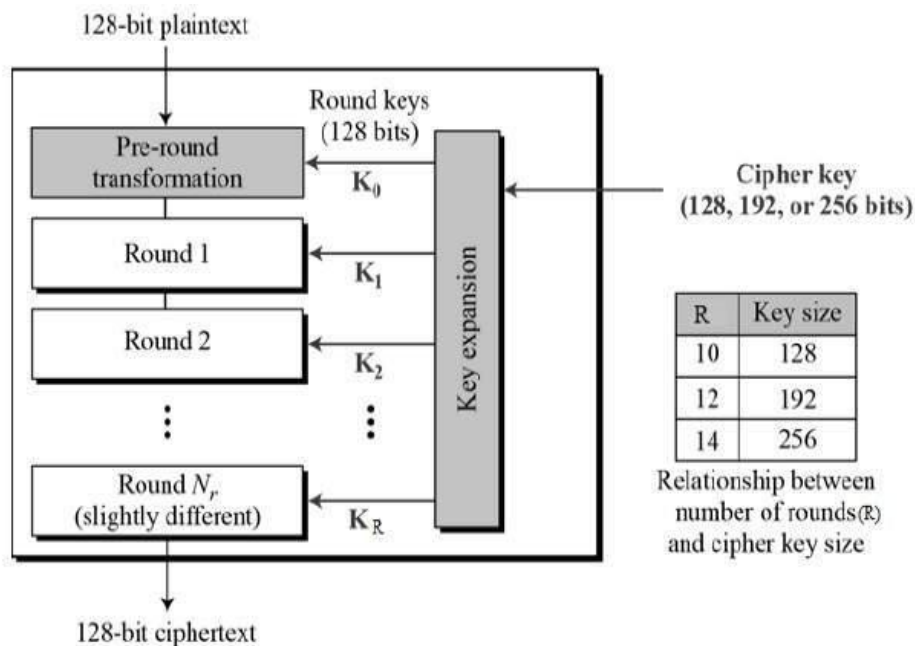 128-bit plaintext
Round keys
(128 bits)
Pre-round
transformation
K₀
Cipher key
(128, 192, or 256 bits)
Round 1
K₁
Key expansion
Round 2
K₂
R Key size
10 128
12 192
14 256
Round Nᵣ
(slightly different)
K_R
Relationship between
number of rounds(R)
and cipher key size
128-bit ciphertext